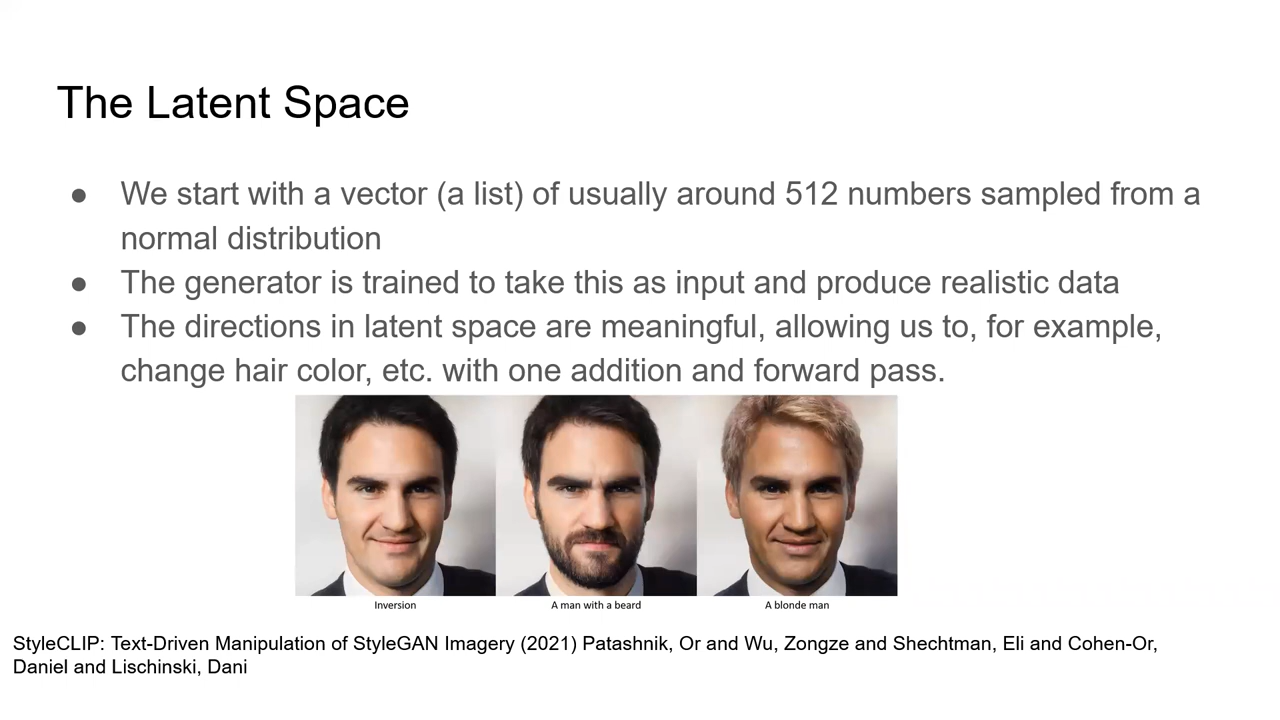 The Latent Space
● We start with a vector (a list) of usually around 512 numbers sampled from a
normal distribution
● The generator is trained to take this as input and produce realistic data
● The directions in latent space are meaningful, allowing us to, for example,
change hair color, etc. with one addition and forward pass.
Inversion
A man with a beard
A blonde man
StyleCLIP: Text-Driven Manipulation of StyleGAN Imagery (2021) Patashnik, Or and Wu, Zongze and Shechtman, Eli and Cohen-Or,
Daniel and Lischinski, Dani